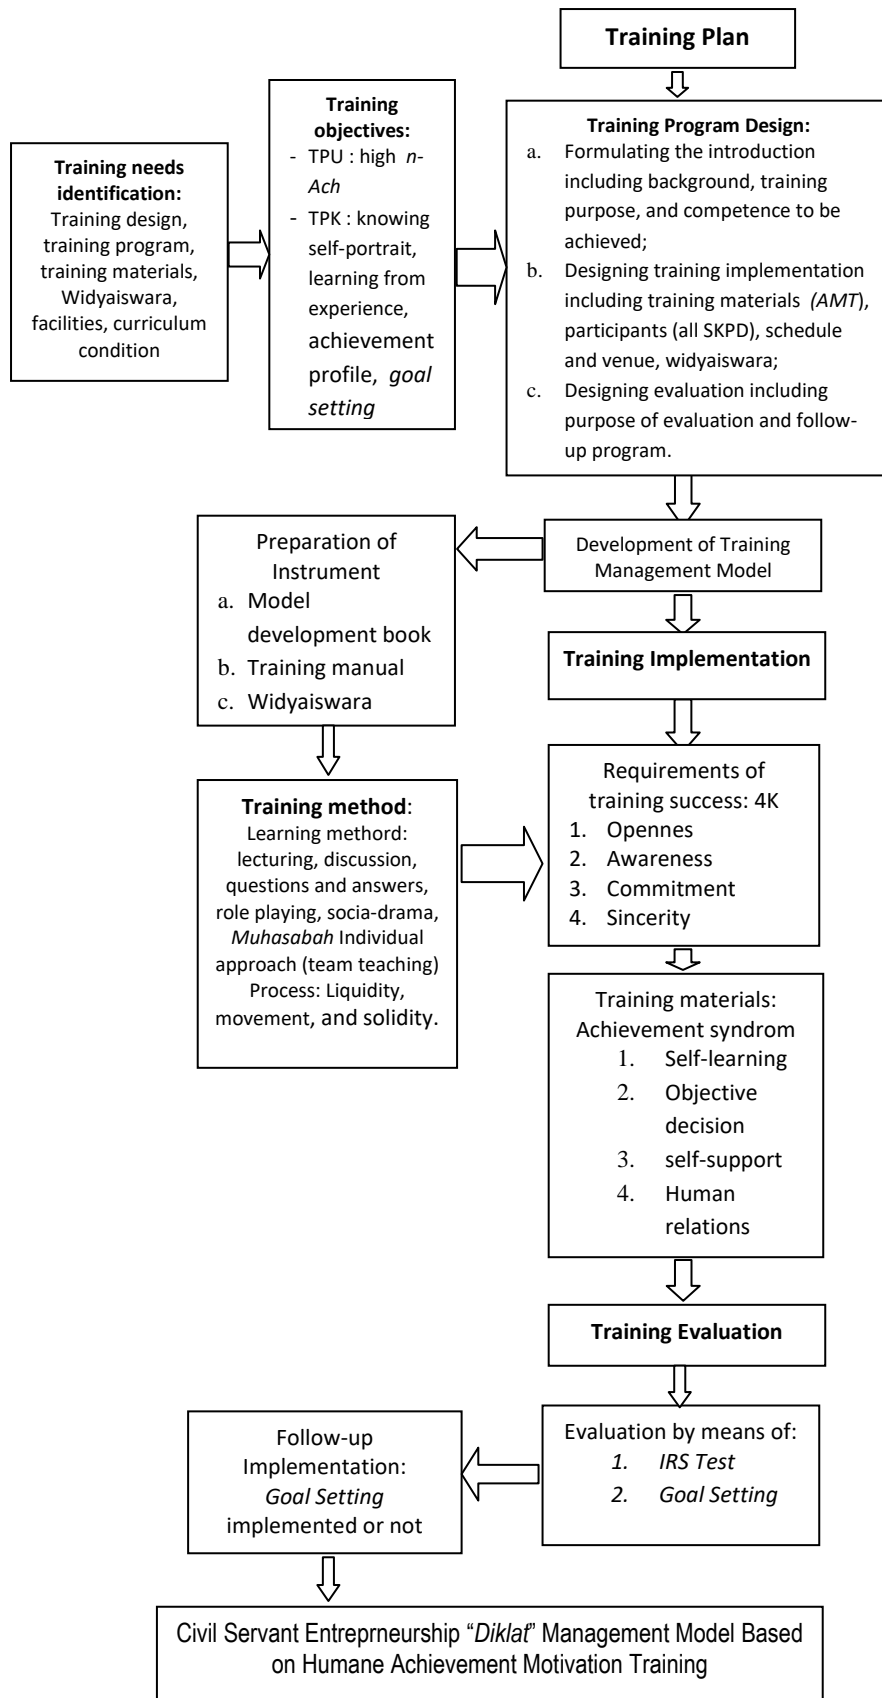 Training Plan
Training needs
identification:
Training design,
training program,
training materials,
Widyaiswara,
facilities, curriculum
condition
Training
objectives:
- TPU : high n-
Ach
- TPK : knowing
self-portrait,
learning from
experience,
achievement
profile, goal
setting
Training Program Design:
a. Formulating the introduction
including background, training
purpose, and competence to be
achieved;
b. Designing training implementation
including training materials (AMT),
participants (all SKPD), schedule
and venue, widyaiswara;
c. Designing evaluation including
purpose of evaluation and follow-
up program.
Development of Training
Management Model
Preparation of
Instrument
a. Model
development book
b. Training manual
c. Widyaiswara
Training Implementation
Training method:
Learning methord:
lecturing, discussion,
questions and answers,
role playing, socia-drama,
Muhasabah Individual
approach (team teaching)
Process: Liquidity,
movement, and solidity.
Requirements of
training success: 4K
1. Opennes
2. Awareness
3. Commitment
4. Sincerity
Training materials:
Achievement syndrom
1. Self-learning
2. Objective
decision
3. self-support
4. Human
relations
Training Evaluation
Evaluation by means of:
1. IRS Test
2. Goal Setting
Follow-up
Implementation:
Goal Setting
implemented or not
Civil Servant Entreprneurship “Diklat” Management Model Based
on Humane Achievement Motivation Training